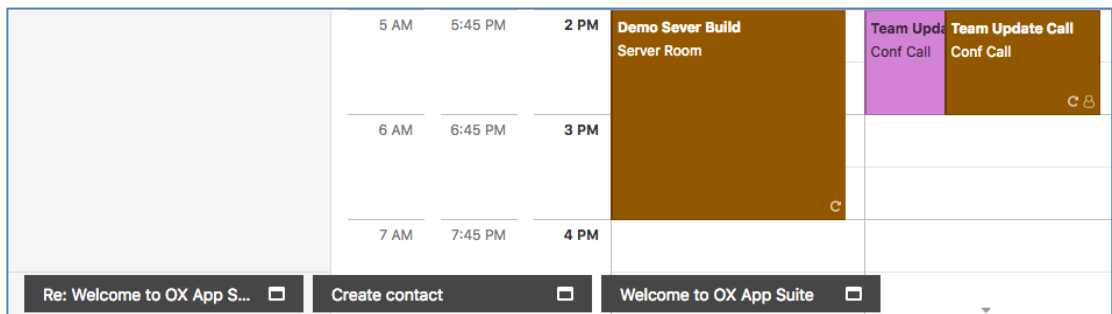 5 AM 5:45 PM 2 PM
Demo Sever Build
Server Room
Team Upda
Conf Call
Team Update Call
Conf Call
6 AM 6:45 PM 3 PM
7 AM 7:45 PM 4 PM
Re: Welcome to OX App S...
Create contact
Welcome to OX App Suite